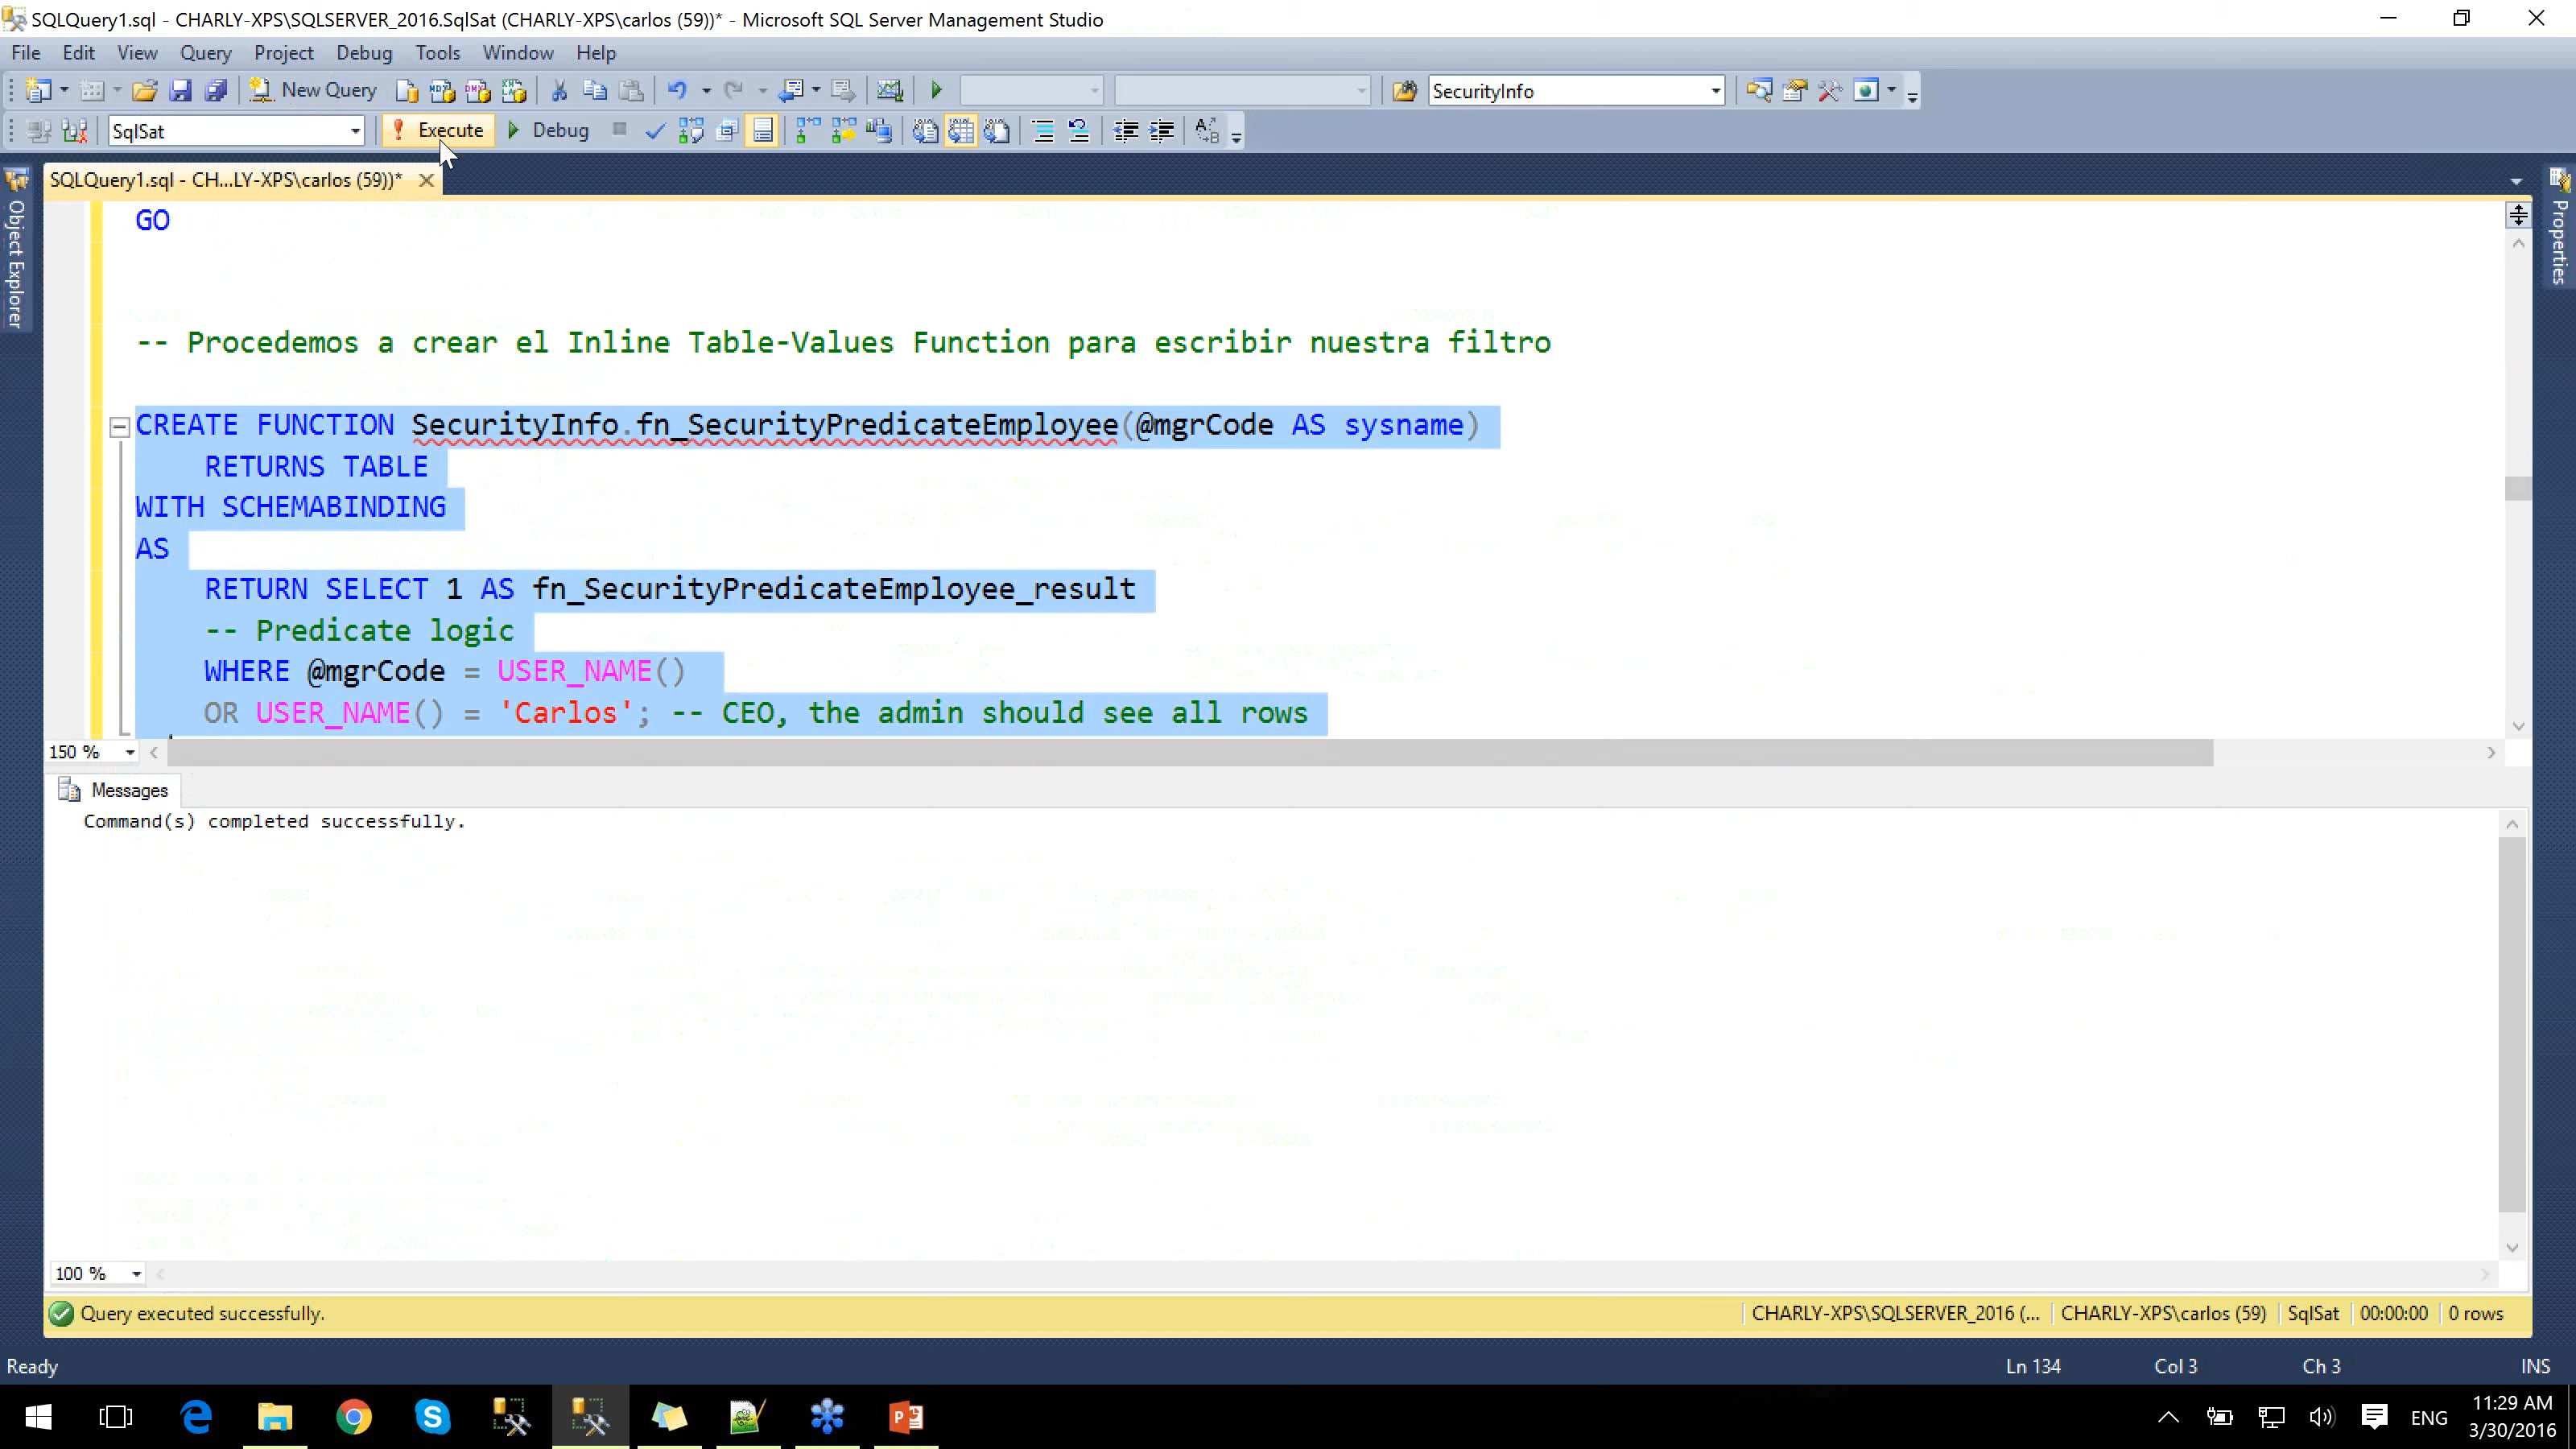 SQLQuery1.sql - CHARLY-XPS\SQLSERVER_2016.SqlSat (CHARLY-XPS\carlos (59))* - Microsoft SQL Server Management Studio
File Edit View Query Project Debug Tools Window Help
New Query SecurityInfo
SqlSat Execute Debug
SQLQuery1.sql - CH...LY-XPS\carlos (59))*
Object Explorer
Properties
GO
-- Procedemos a crear el Inline Table-Values Function para escribir nuestra filtro
CREATE FUNCTION SecurityInfo.fn_SecurityPredicateEmployee(@mgrCode AS sysname)
RETURNS TABLE
WITH SCHEMABINDING
AS
RETURN SELECT 1 AS fn_SecurityPredicateEmployee_result
-- Predicate logic
WHERE @mgrCode = USER_NAME()
OR USER_NAME() = 'Carlos'; -- CEO, the admin should see all rows
150 %
Messages
Command(s) completed successfully.
100 %
Query executed successfully. CHARLY-XPS\SQLSERVER_2016 (... CHARLY-XPS\carlos (59) SqlSat 00:00:00 0 rows
Ready Ln 134 Col 3 Ch 3 INS
ENG 11:29 AM
3/30/2016